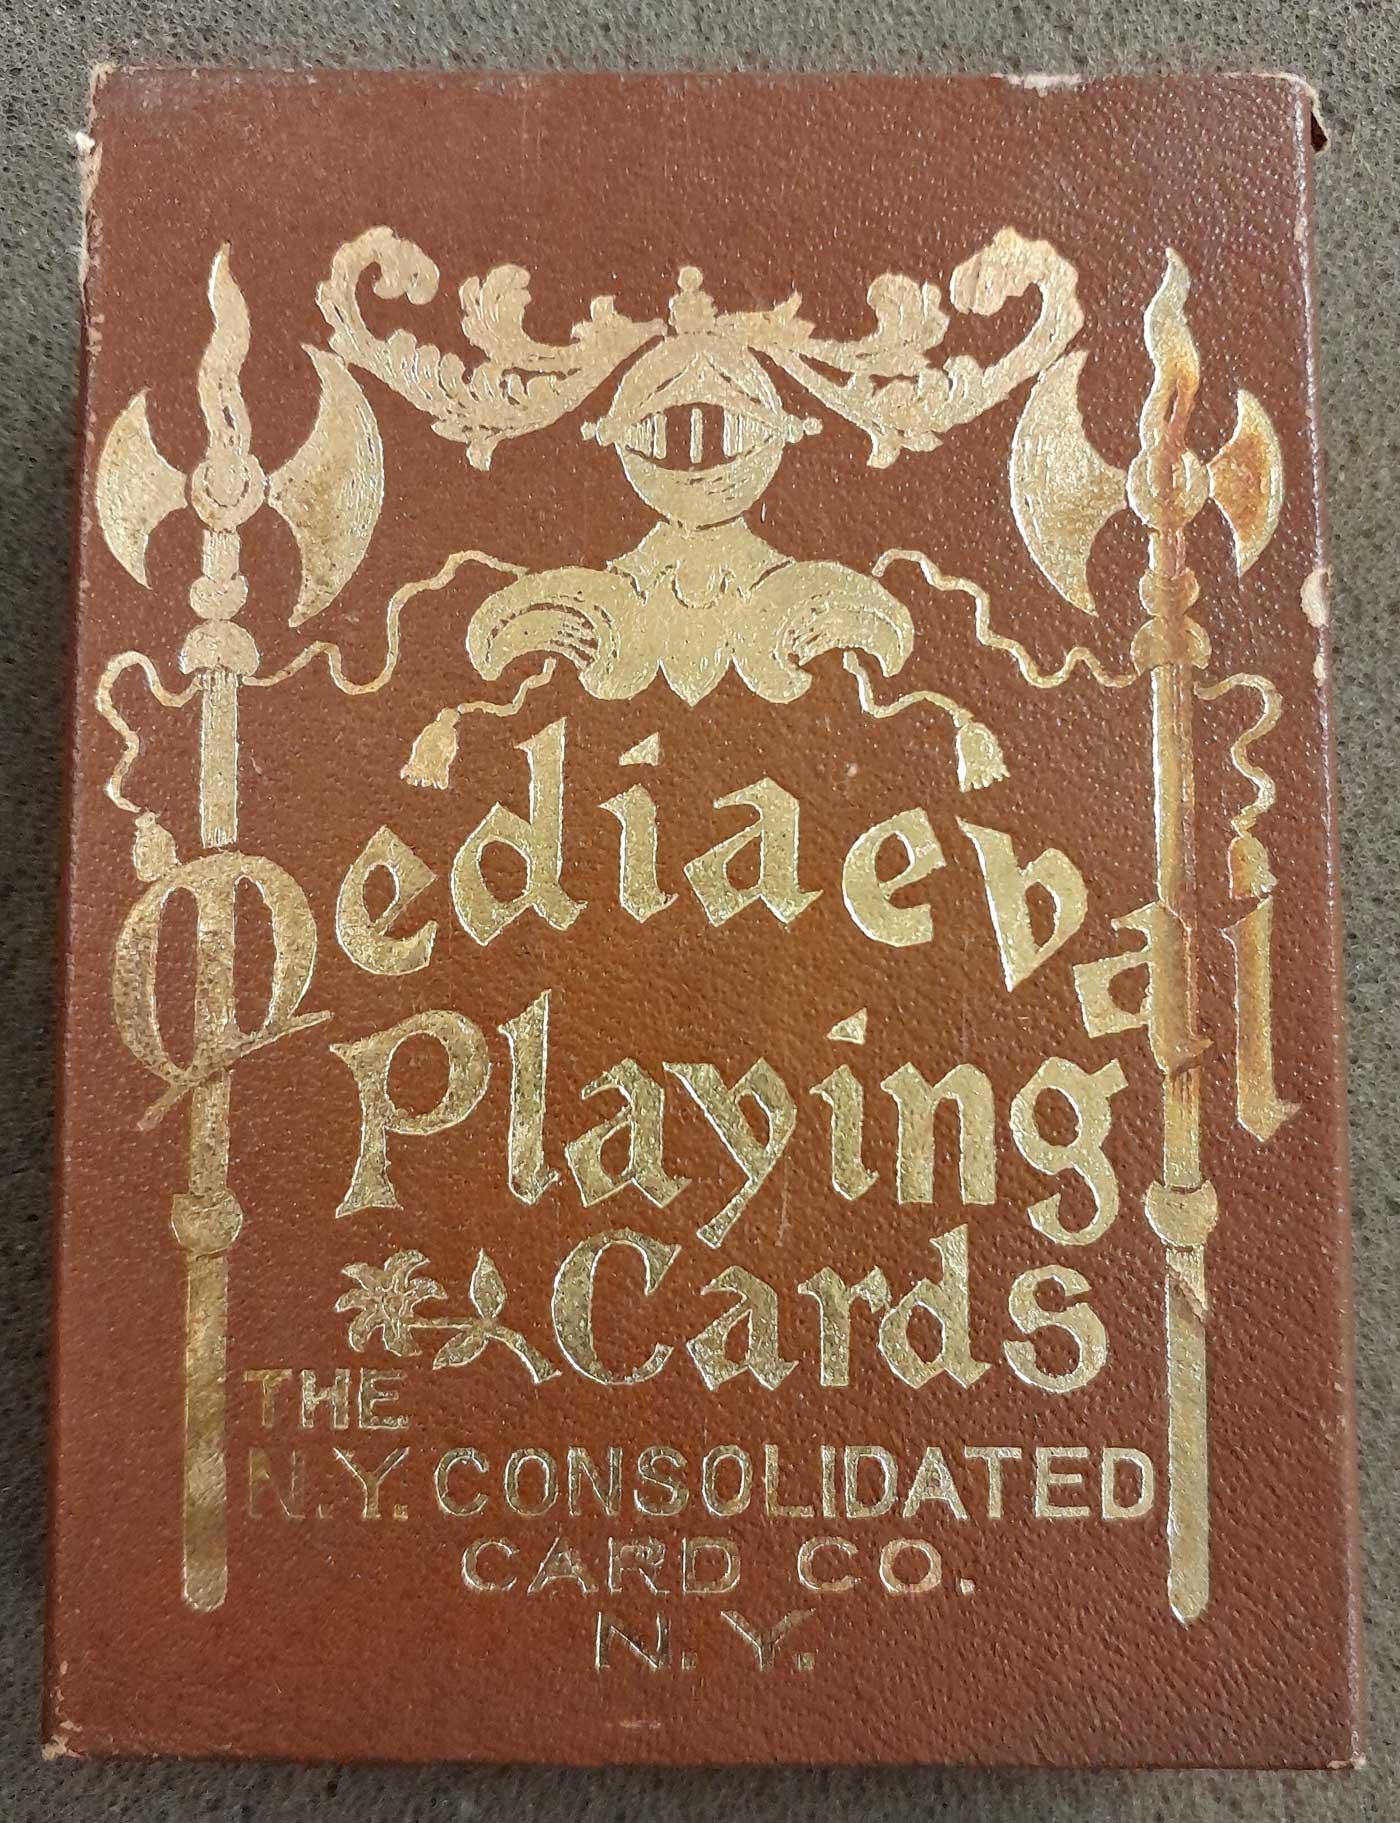 Mediaeval
Playing
Cards
THE
N.Y. CONSOLIDATED
CARD CO.
N.Y.